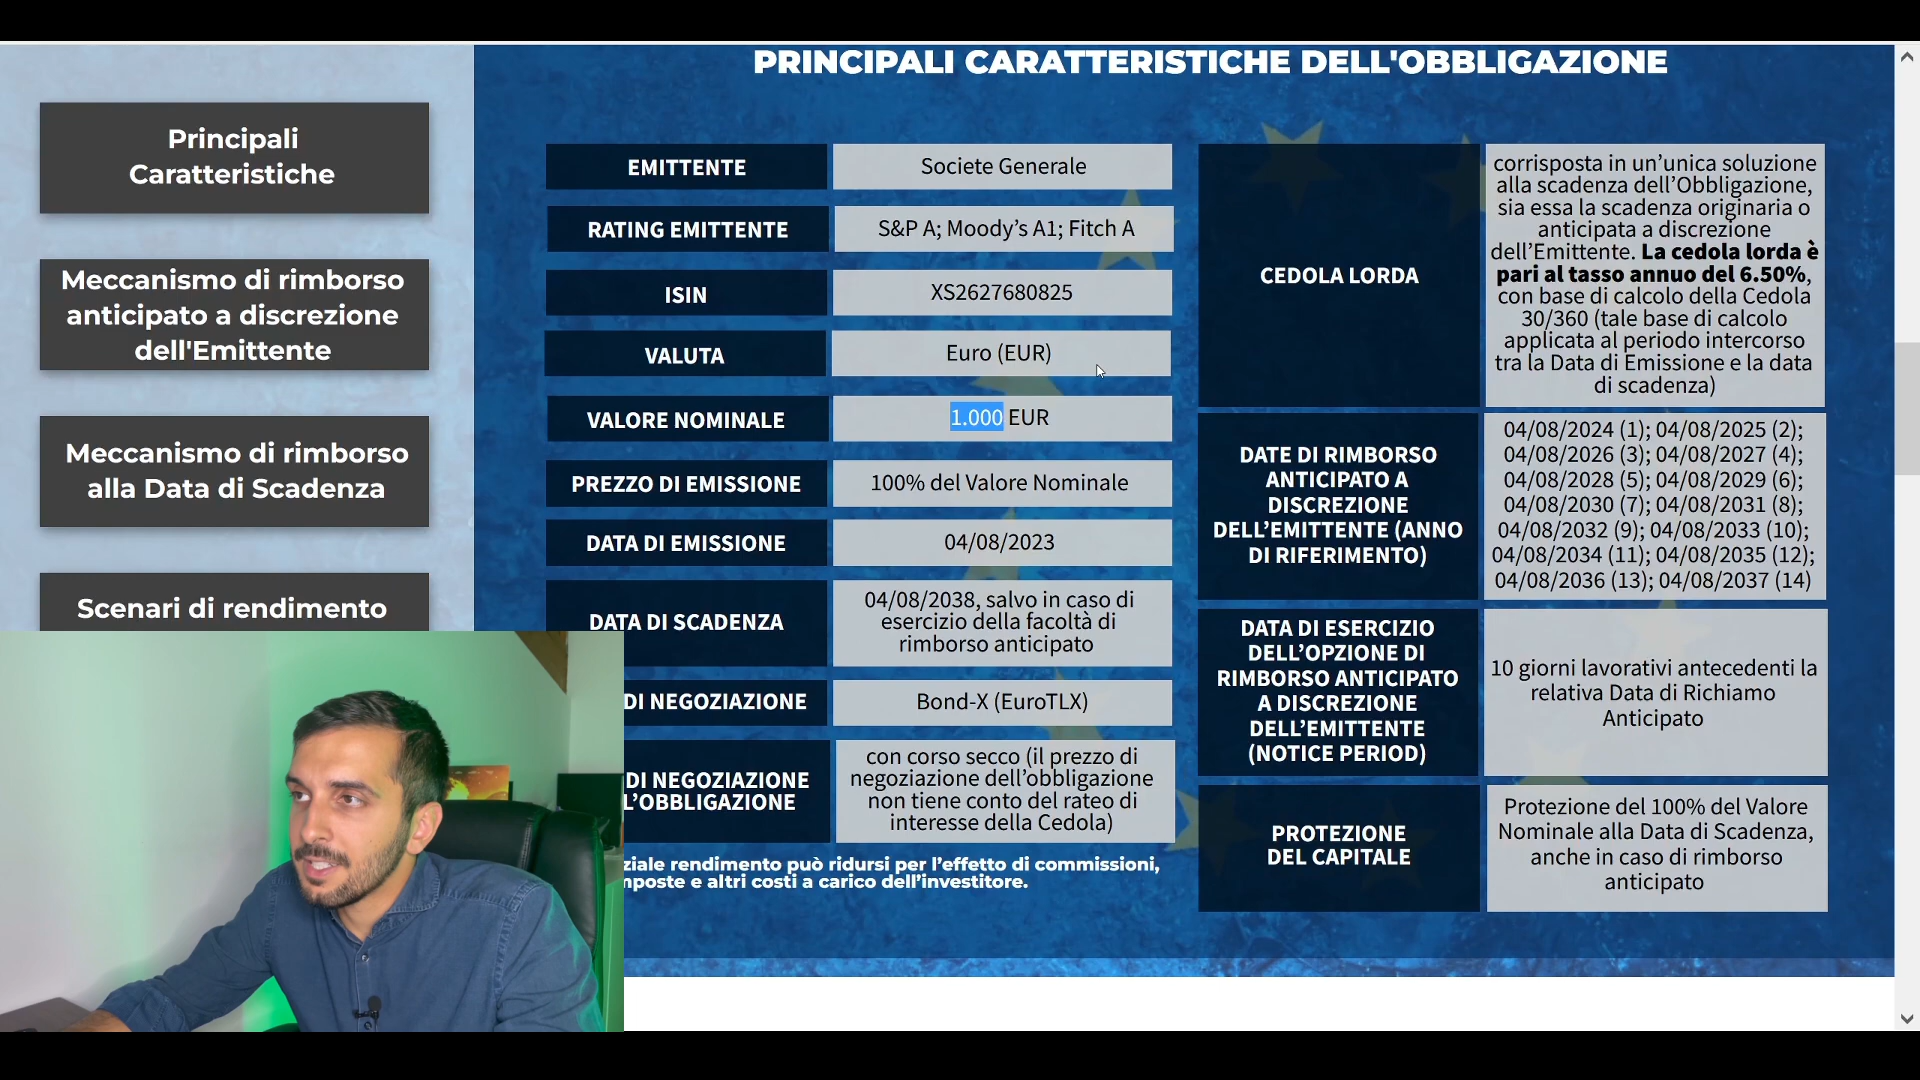 PRINCIPALI CARATTERISTICHE DELL'OBBLIGAZIONE
Principali
Caratteristiche
Meccanismo di rimborso
anticipato a discrezione
dell'Emittente
Meccanismo di rimborso
alla Data di Scadenza
Scenari di rendimento
EMITTENTE
Societe Generale
RATING EMITTENTE
S&P A; Moody’s A1; Fitch A
ISIN
XS2627680825
VALUTA
Euro (EUR)
VALORE NOMINALE
1.000 EUR
PREZZO DI EMISSIONE
100% del Valore Nominale
DATA DI EMISSIONE
04/08/2023
DATA DI SCADENZA
04/08/2038, salvo in caso di
esercizio della facoltà di
rimborso anticipato
DI NEGOZIAZIONE
Bond-X (EuroTLX)
DI NEGOZIAZIONE
L’OBBLIGAZIONE
con corso secco (il prezzo di
negoziazione dell’obbligazione
non tiene conto del rateo di
interesse della Cedola)
ziale rendimento può ridursi per l’effetto di commissioni,
mposte e altri costi a carico dell’investitore.
CEDOLA LORDA
corrisposta in un’unica soluzione
alla scadenza dell’Obbligazione,
sia essa la scadenza originaria o
anticipata a discrezione
dell’Emittente. La cedola lorda è
pari al tasso annuo del 6.50%,
con base di calcolo della Cedola
30/360 (tale base di calcolo
applicata al periodo intercorso
tra la Data di Emissione e la data
di scadenza)
DATE DI RIMBORSO
ANTICIPATO A
DISCREZIONE
DELL’EMITTENTE (ANNO
DI RIFERIMENTO)
04/08/2024 (1); 04/08/2025 (2);
04/08/2026 (3); 04/08/2027 (4);
04/08/2028 (5); 04/08/2029 (6);
04/08/2030 (7); 04/08/2031 (8);
04/08/2032 (9); 04/08/2033 (10);
04/08/2034 (11); 04/08/2035 (12);
04/08/2036 (13); 04/08/2037 (14)
DATA DI ESERCIZIO
DELL’OPZIONE DI
RIMBORSO ANTICIPATO
A DISCREZIONE
DELL’EMITTENTE
(NOTICE PERIOD)
10 giorni lavorativi antecedenti la
relativa Data di Richiamo
Anticipato
PROTEZIONE
DEL CAPITALE
Protezione del 100% del Valore
Nominale alla Data di Scadenza,
anche in caso di rimborso
anticipato